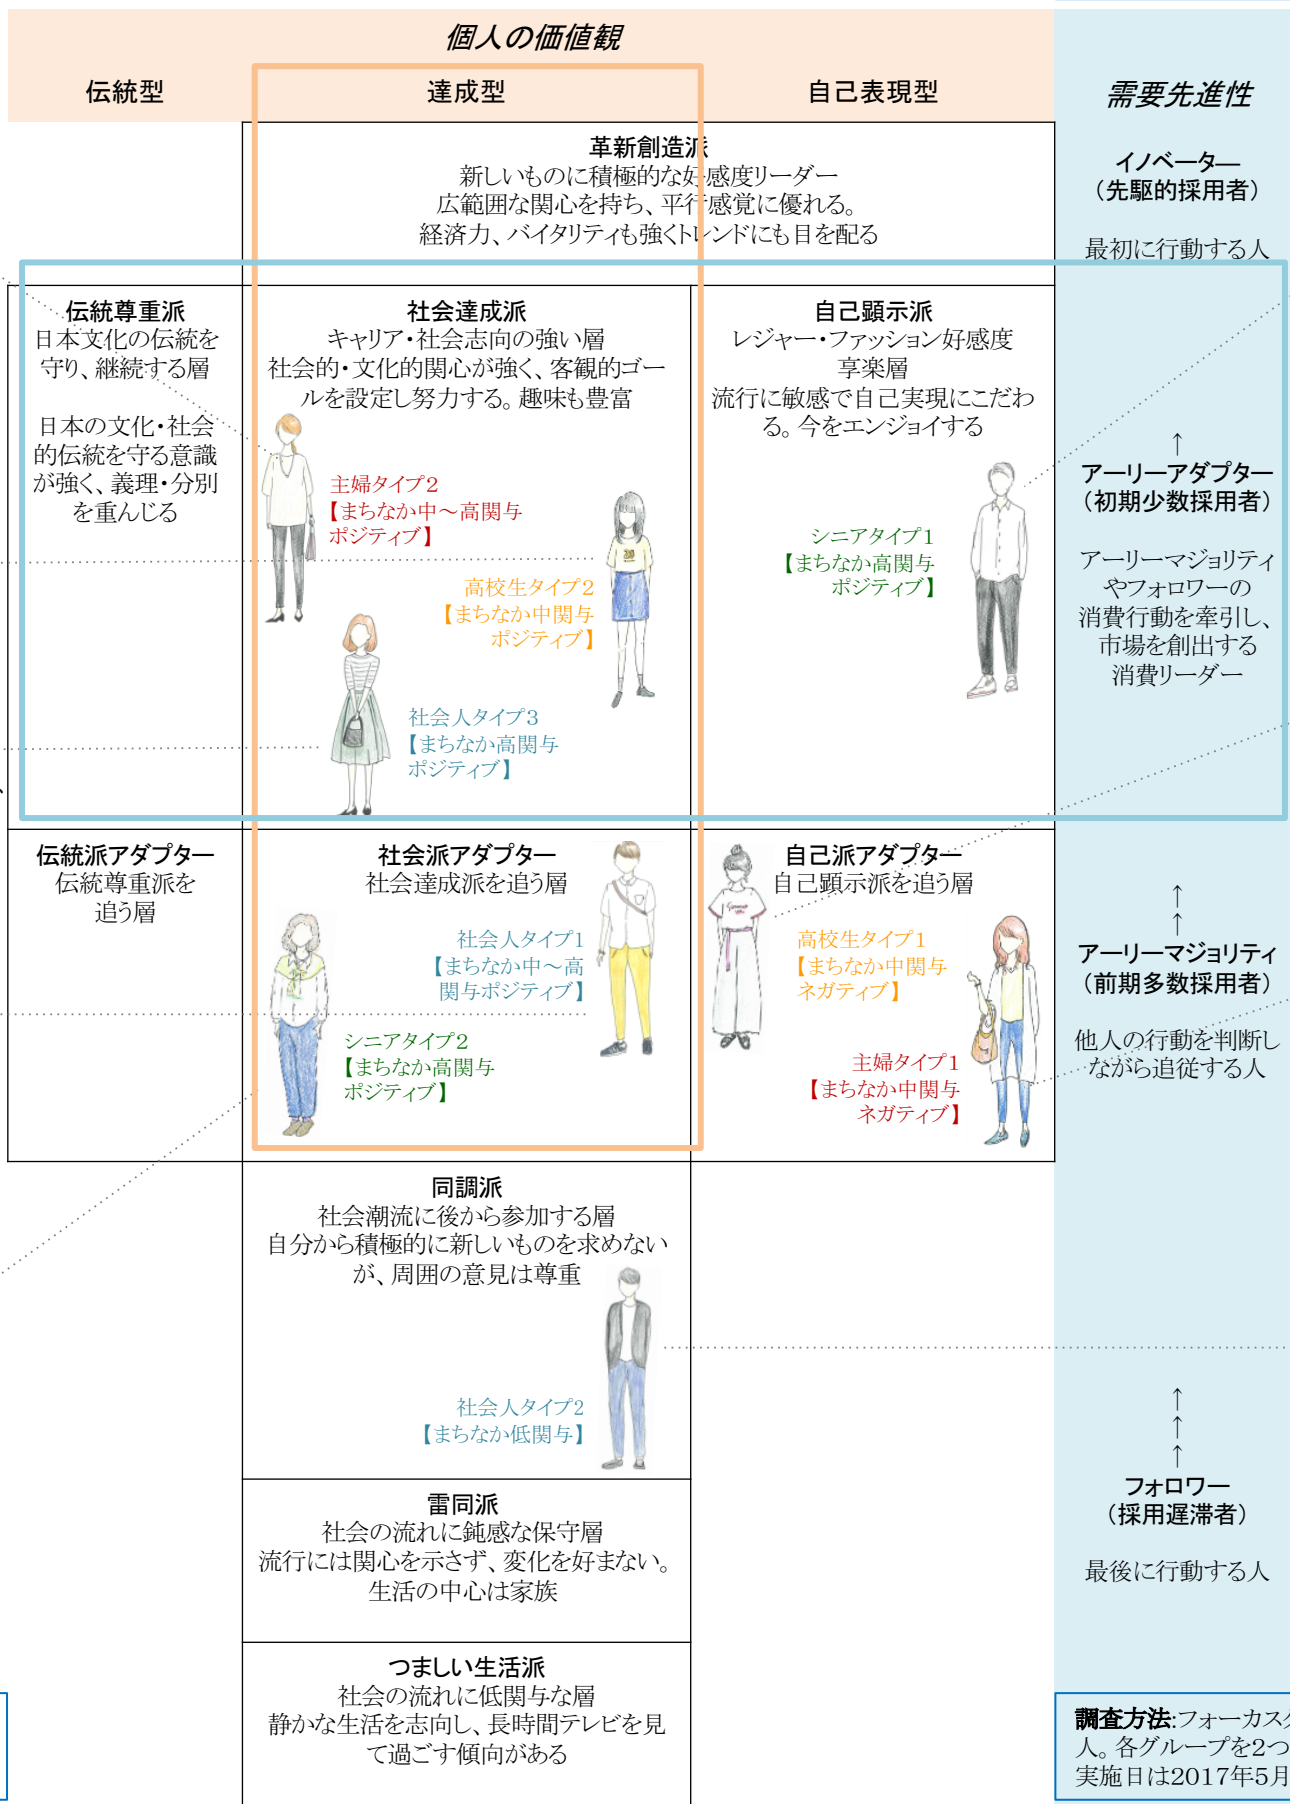 個人の価値観
伝統型
達成型
自己表現型
需要先進性
革新創造派
新しいものに積極的な好感度リーダー
広範囲な関心を持ち、平行感覚に優れる。
経済力、バイタリティも強くトレンドにも目を配る
イノベーター
（先駆的採用者）
最初に行動する人
伝統尊重派
日本文化の伝統を
守り、継続する層
日本の文化・社会
的伝統を守る意識
が強く、義理・分別
を重んじる
社会達成派
キャリア・社会志向の強い層
社会的・文化的関心が強く、客観的ゴー
ルを設定し努力する。趣味も豊富
主婦タイプ2
【まちなか中～高関与
ポジティブ】
高校生タイプ2
【まちなか中関与
ポジティブ】
社会人タイプ3
【まちなか高関与
ポジティブ】
自己顕示派
レジャー・ファッション好感度
享楽層
流行に敏感で自己実現にこだわ
る。今をエンジョイする
シニアタイプ1
【まちなか高関与
ポジティブ】
↑
アーリーアダプター
（初期少数採用者）
アーリーマジョリティ
やフォロワーの
消費行動を牽引し、
市場を創出する
消費リーダー
、
伝統派アダプター
伝統尊重派を
追う層
社会派アダプター
社会達成派を追う層
社会人タイプ1
【まちなか中～高
関与ポジティブ】
シニアタイプ2
【まちなか高関与
ポジティブ】
自己派アダプター
自己顕示派を追う層
高校生タイプ1
【まちなか中関与
ネガティブ】
主婦タイプ1
【まちなか中関与
ネガティブ】
↑
↑
アーリーマジョリティ
（前期多数採用者）
他人の行動を判断し
ながら追従する人
同調派
社会潮流に後から参加する層
自分から積極的に新しいものを求めない
が、周囲の意見は尊重
社会人タイプ2
【まちなか低関与】
↑
↑
↑
フォロワー
（採用遅滞者）
最後に行動する人
雷同派
社会の流れに鈍感な保守層
流行には関心を示さず、変化を好まない。
生活の中心は家族
つましい生活派
社会の流れに低関与な層
静かな生活を志向し、長時間テレビを見
て過ごす傾向がある
調査方法:フォーカスグ
人。各グループを2つ
実施日は2017年5月